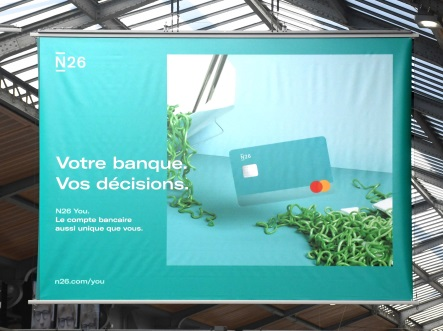 N26
Votre banque.
Vos décisions.
N26
N26 You.
Le compte bancaire
aussi unique que vous.
n26.com/you